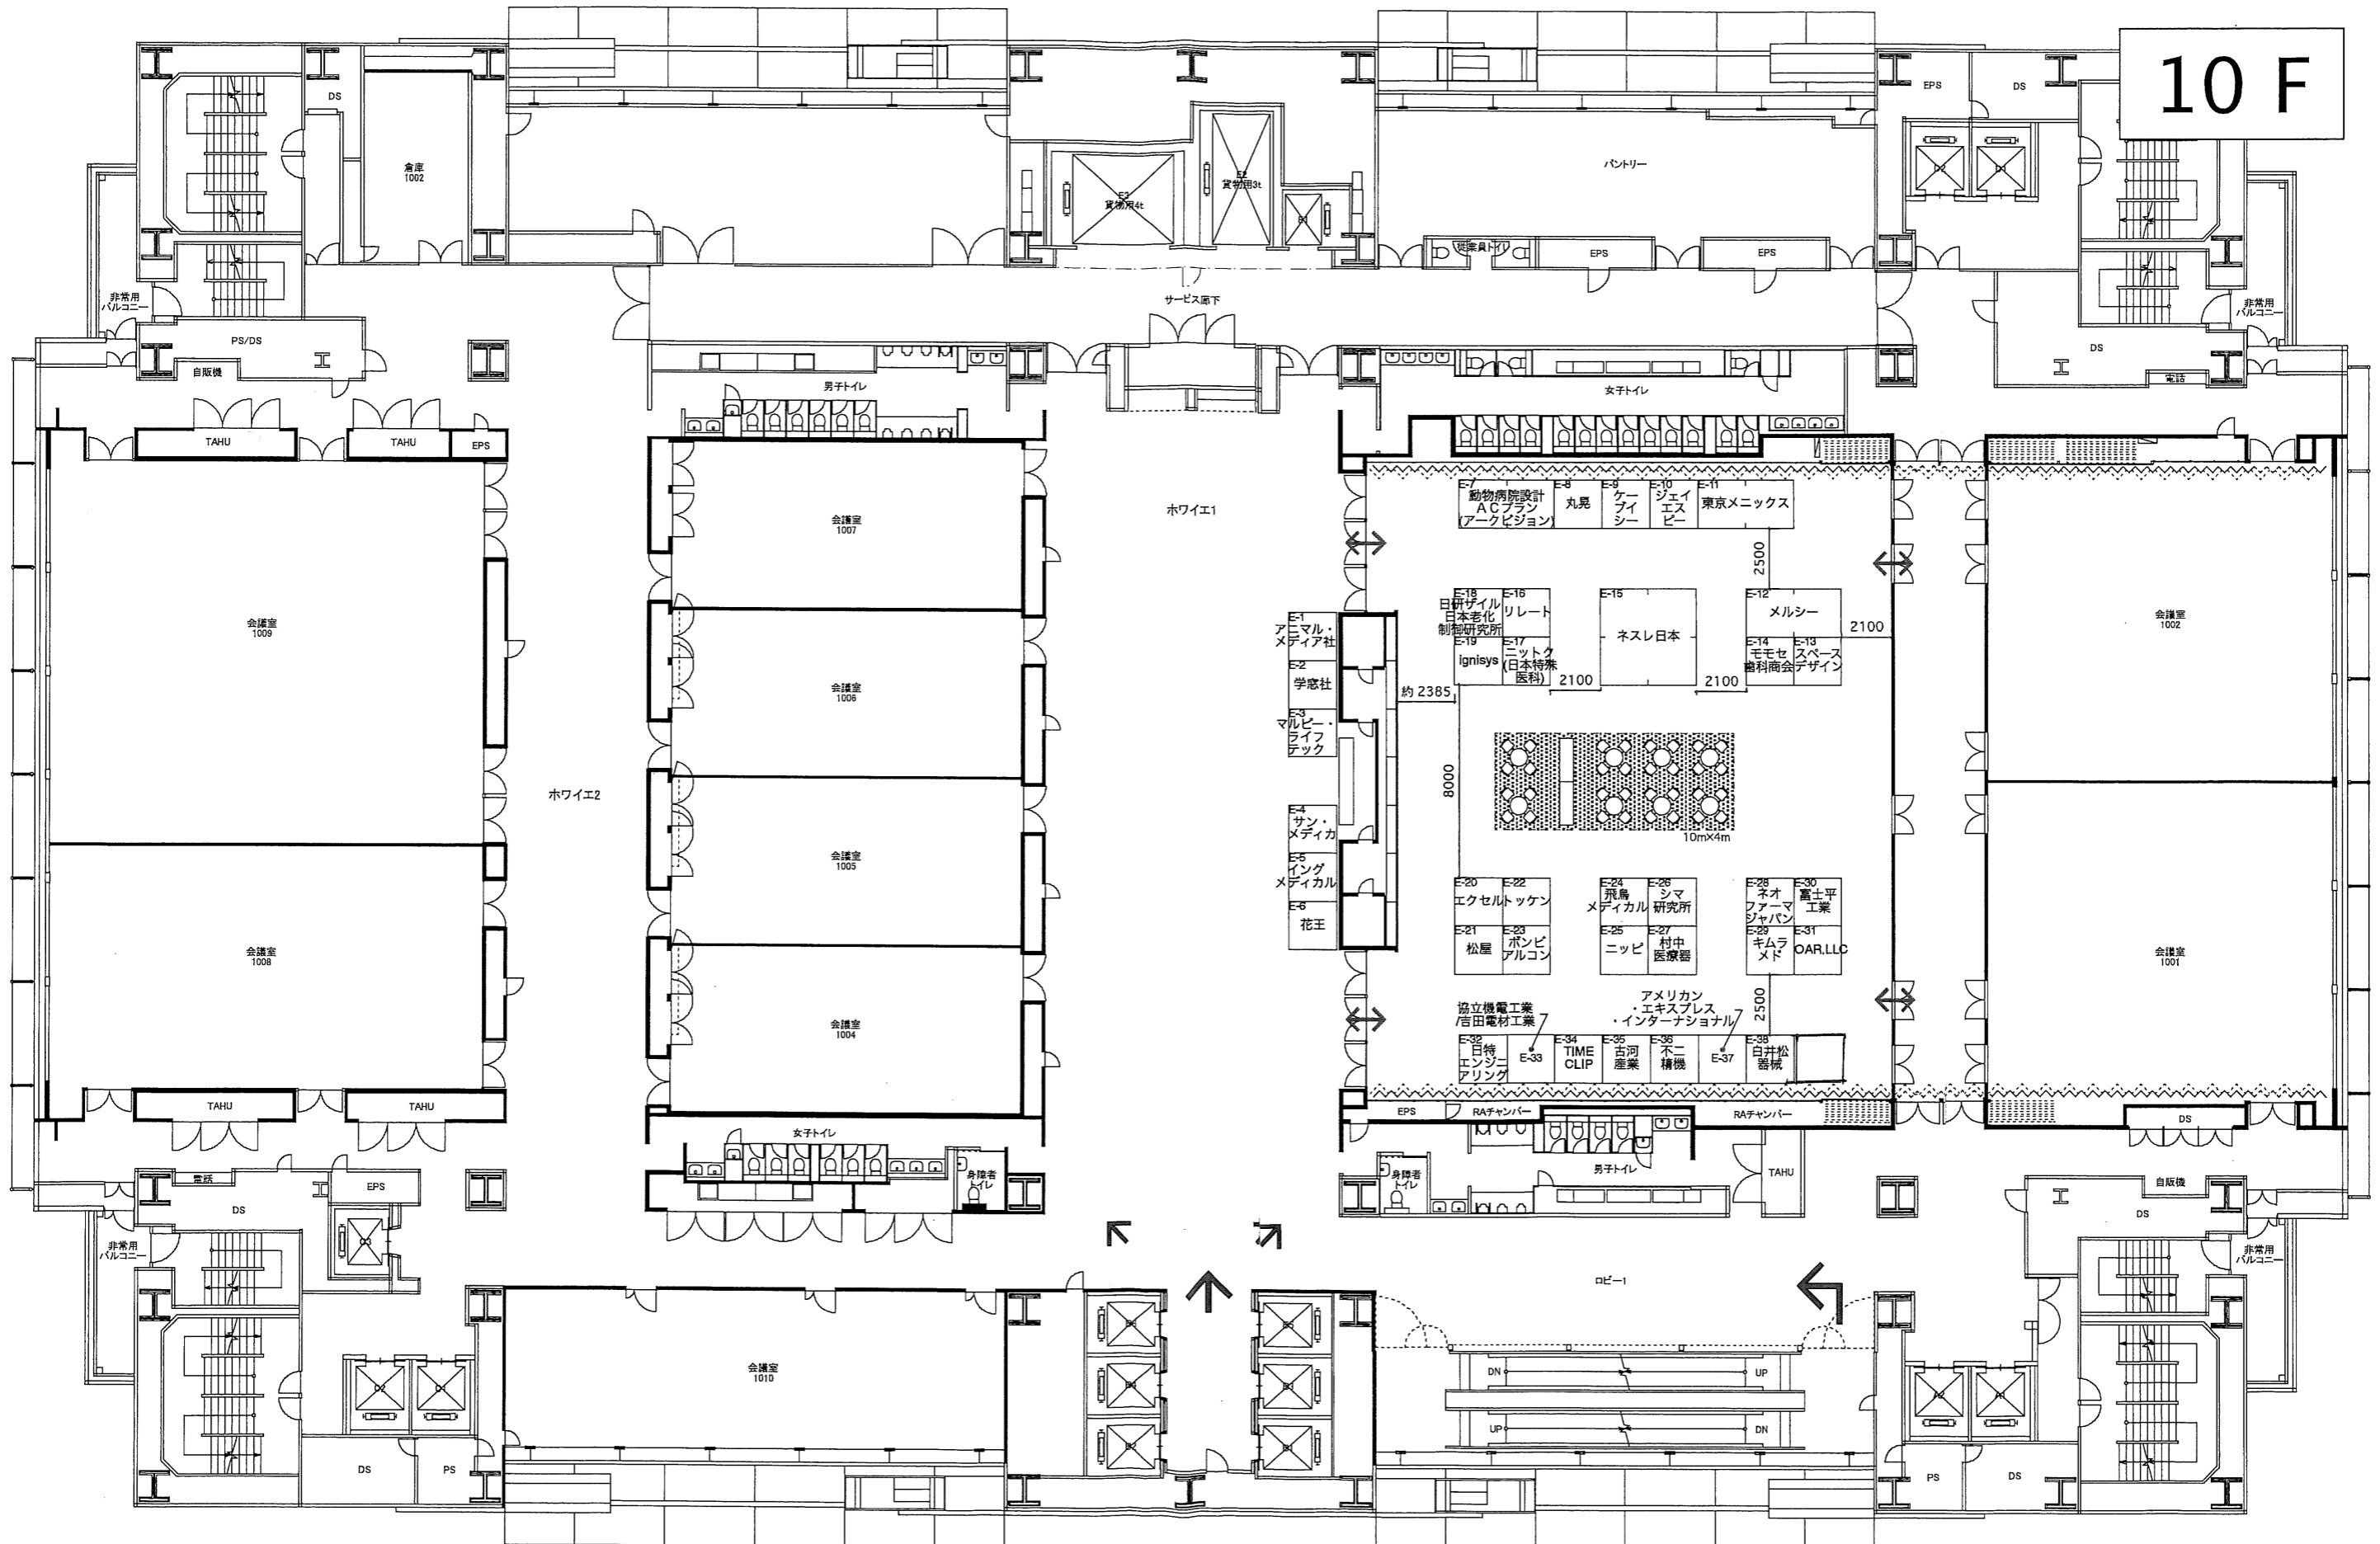 10 F
DS
倉庫
1002
E3
貨物用4t
E2
貨物用3t
E1
パントリー
EPS
DS
D2
D1
従業員トイレ
EPS
EPS
サービス廊下
非常用
バルコニー
PS/DS
自販機
非常用
バルコニー
DS
電話
男子トイレ
女子トイレ
TAHU
TAHU
EPS
会議室
1009
会議室
1008
ホワイエ2
会議室
1007
会議室
1006
会議室
1005
会議室
1004
ホワイエ1
E-1
アニマル・
メディア社
E-2
学窓社
E-3
マルピー・
ライフ
テック
E-4
サン・
メディカ
E-5
イング
メディカル
E-6
花王
E-7
動物病院設計
ACプラン
(アークビジョン)
E-8
丸晃
E-9
ケー
ブイ
シー
E-10
ジェイ
エス
ピー
E-11
東京メニックス
2500
E-18
日研ザイル
日本老化
制御研究所
E-16
リレート
E-19
ignisys
E-17
ニットク
(日本特殊
医科)
E-15
ネスレ日本
E-12
メルシー
E-14
モモセ
歯科商会
E-13
スペース
デザイン
2100
約 2385
2100
2100
8000
10m×4m
E-20
エクセル
E-22
トッケン
E-21
松屋
E-23
ボンビ
アルコン
E-24
飛鳥
メディカル
E-26
シマ
研究所
E-25
ニッピ
E-27
村中
医療器
E-28
ネオ
ファーマ
ジャパン
E-30
富士平
工業
E-29
キムラ
メド
E-31
OAR,LLC
2500
協立機電工業
/吉田電材工業
アメリカン
・エキスプレス
・インターナショナル
E-32
日特
エンジニ
アリング
E-33
E-34
TIME
CLIP
E-35
古河
産業
E-36
不二
精機
E-37
E-38
白井松
器械
会議室
1002
会議室
1001
TAHU
TAHU
女子トイレ
身障者
トイレ
EPS
RAチャンバー
RAチャンバー
DS
男子トイレ
身障者
トイレ
TAHU
電話
EPS
DS
非常用
バルコニー
自販機
DS
非常用
バルコニー
ロビー1
会議室
1010
DN
UP
UP
DN
DS
PS
PS
DS